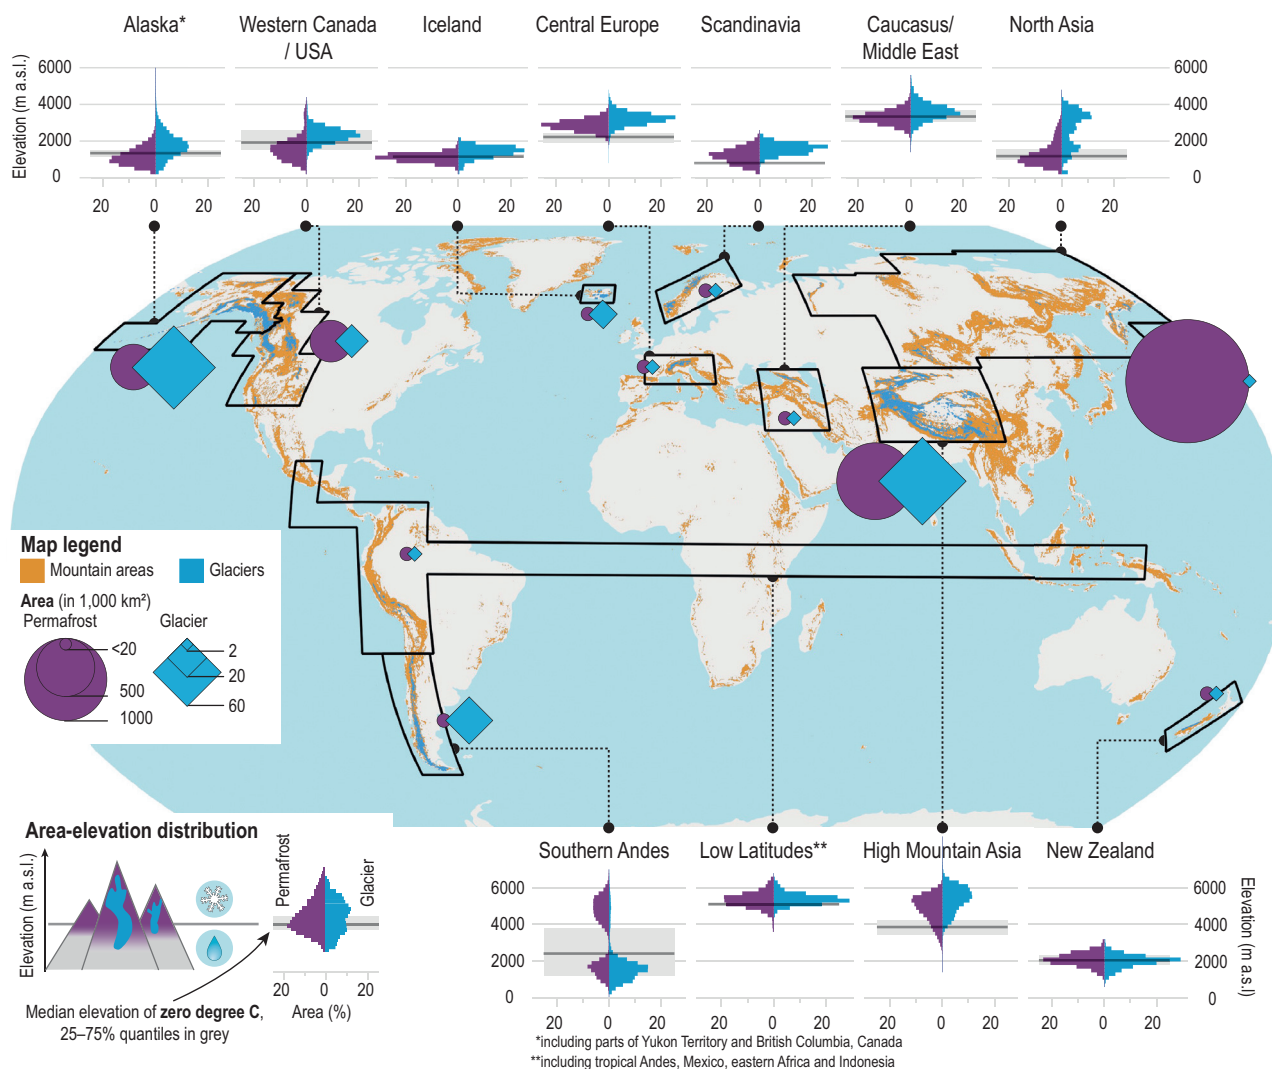 Alaska*
Western Canada
/ USA
Iceland
Central Europe
Scandinavia
Caucasus/
Middle East
North Asia
Elevation (m a.s.l.)
6000
4000
2000
0
6000
4000
2000
0
20 0 20
20 0 20
20 0 20
20 0 20
20 0 20
20 0 20
20 0 20
Map legend
Mountain areas
Glaciers
Area (in 1,000 km²)
Permafrost
Glacier
<20
500
1000
2
20
60
Area-elevation distribution
Elevation (m a.s.l.)
Permafrost
Glacier
20 0 20
Area (%)
Median elevation of zero degree C,
25–75% quantiles in grey
Southern Andes
Low Latitudes**
High Mountain Asia
New Zealand
6000
4000
2000
0
6000
4000
2000
0
Elevation (m a.s.l)
20 0 20
20 0 20
20 0 20
20 0 20
*including parts of Yukon Territory and British Columbia, Canada
**including tropical Andes, Mexico, eastern Africa and Indonesia